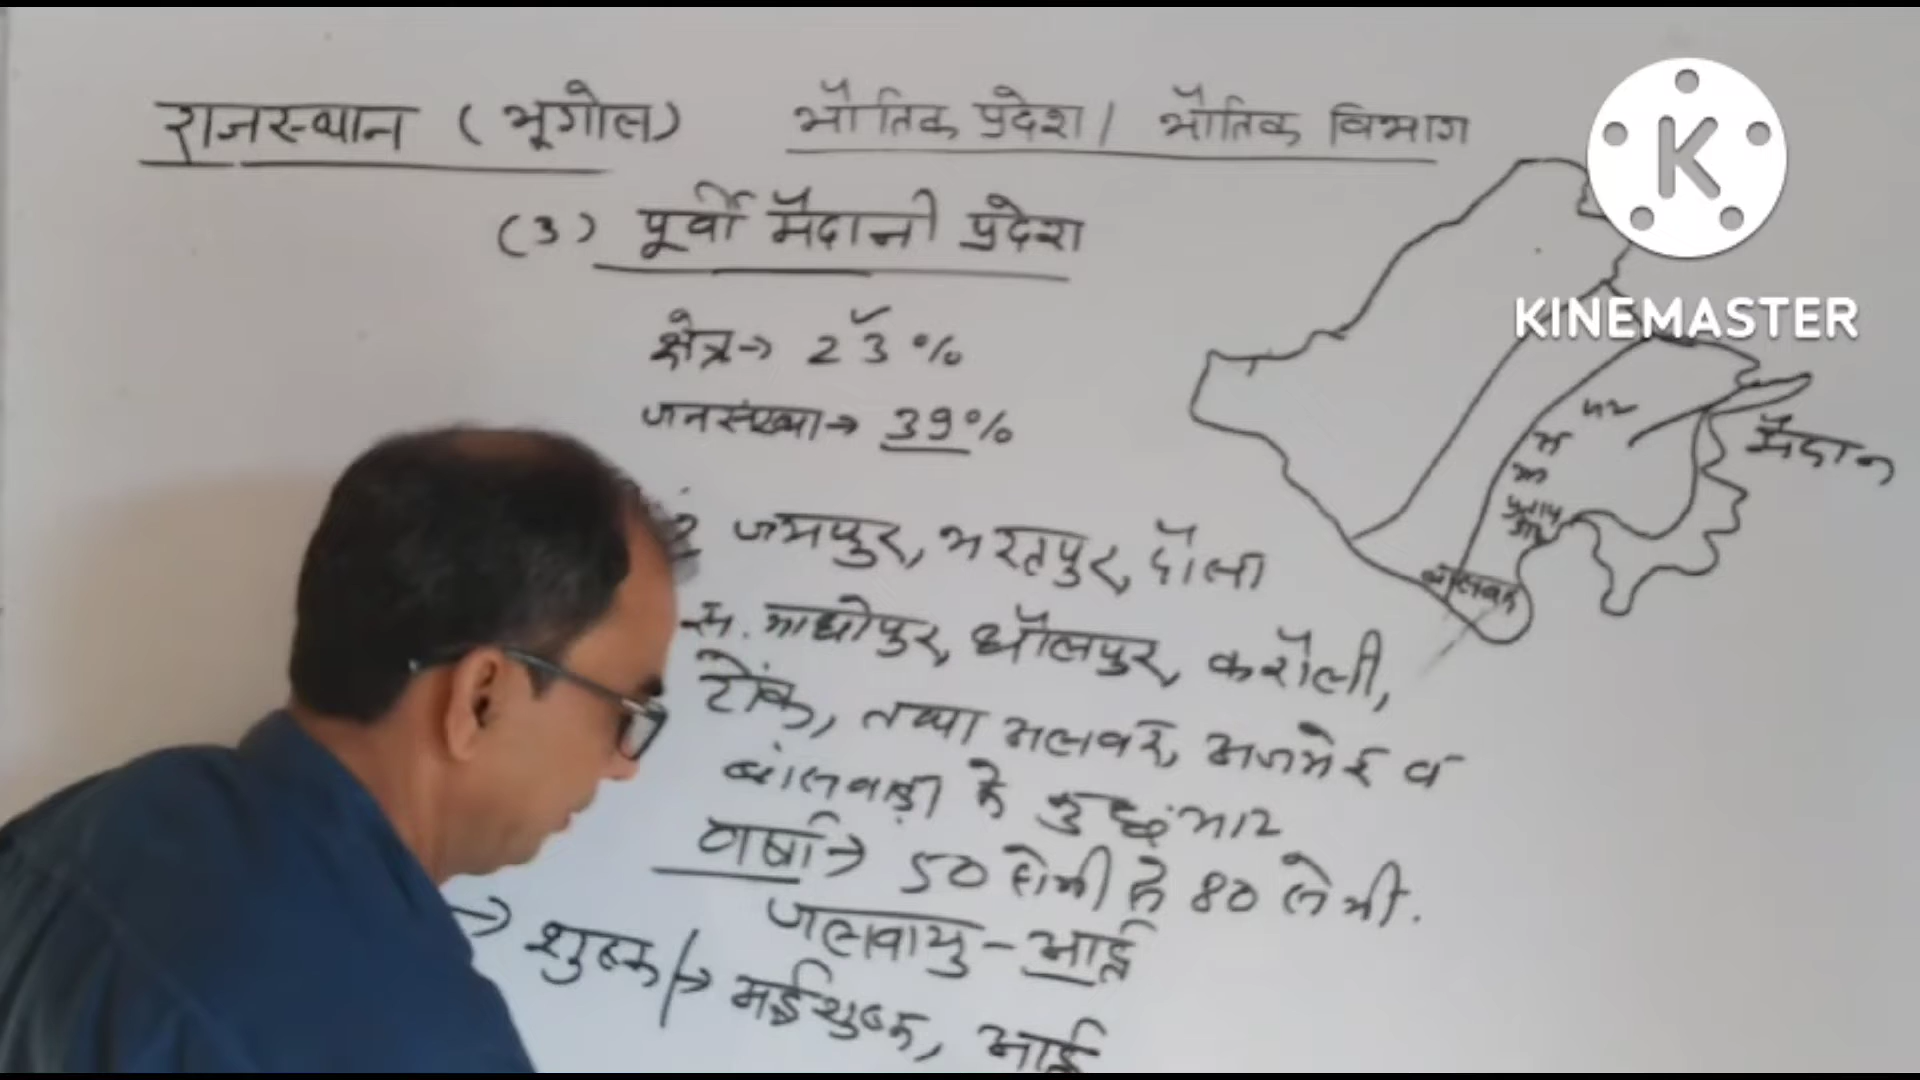 राजस्थान (भूगोल) भौतिक प्रदेश / भौतिक विभाग
(3) पूर्वी मैदानी प्रदेश
क्षेत्र→ 23%
जनसंख्या→ 39%
जयपुर, भरतपुर, दौसा
स. माधोपुर, धौलपुर, करौली,
टोंक, तथा अलवर, अजमेर व
बांसवाड़ा के कुछ भाग
वर्षा→ 50 सेमी से 80 सेमी.
जलवायु - आर्द्र
→ शुष्क /→ अर्द्धशुष्क, आर्द्र
मैदान
K
KINEMASTER